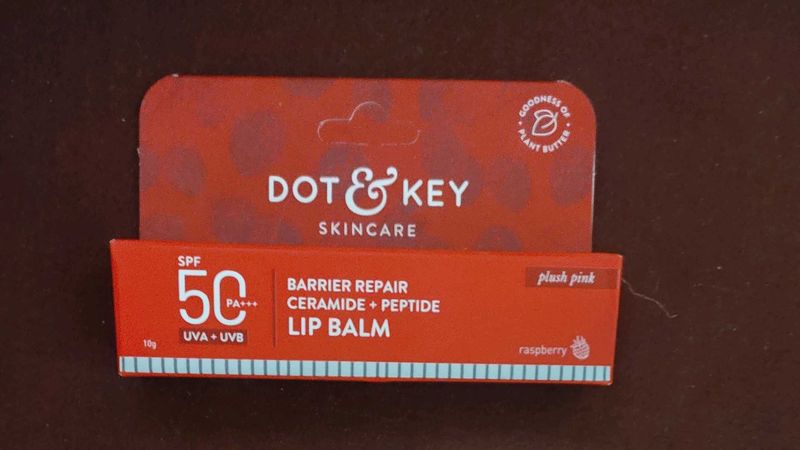 GOODNESS OF
PLANT BUTTER
DOT & KEY
SKINCARE
SPF
50
PA+++
UVA + UVB
10g
BARRIER REPAIR
CERAMIDE + PEPTIDE
LIP BALM
plush pink
raspberry